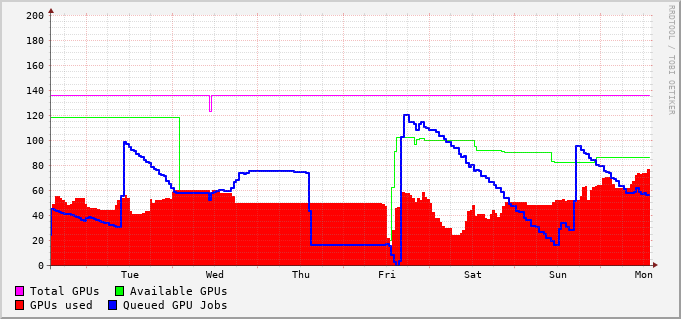 200
180
160
140
120
100
80
60
40
20
0
Tue Wed Thu Fri Sat Sun Mon
Total GPUs Available GPUs
GPUs used Queued GPU Jobs
RRDTOOL / TOBI OETIKER